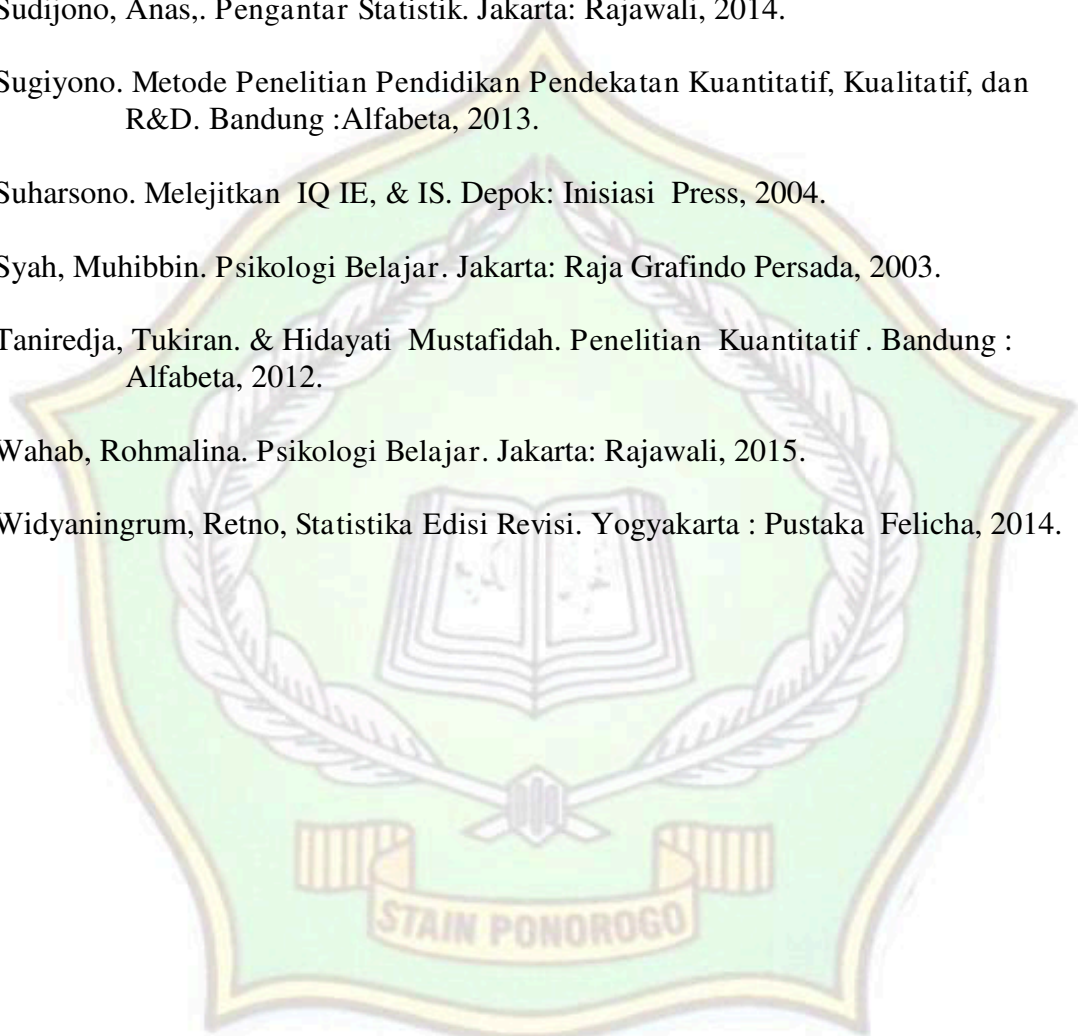 Sudijono, Anas,. Pengantar Statistik. Jakarta: Rajawali, 2014.
Sugiyono. Metode Penelitian Pendidikan Pendekatan Kuantitatif, Kualitatif, dan
R&D. Bandung :Alfabeta, 2013.
Suharsono. Melejitkan IQ IE, & IS. Depok: Inisiasi Press, 2004.
Syah, Muhibbin. Psikologi Belajar. Jakarta: Raja Grafindo Persada, 2003.
Taniredja, Tukiran. & Hidayati Mustafidah. Penelitian Kuantitatif . Bandung :
Alfabeta, 2012.
Wahab, Rohmalina. Psikologi Belajar. Jakarta: Rajawali, 2015.
Widyaningrum, Retno, Statistika Edisi Revisi. Yogyakarta : Pustaka Felicha, 2014.
STAIN PONOROGO